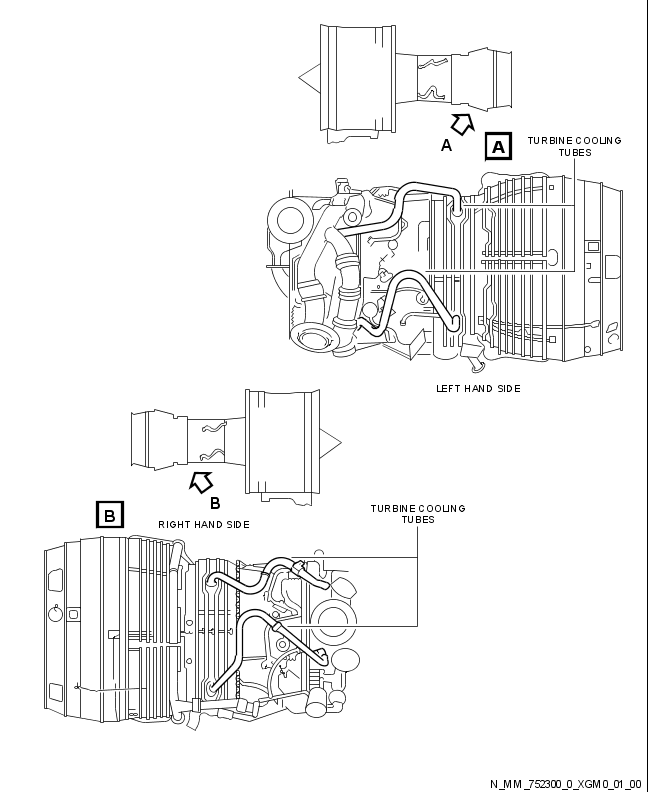 A
A
TURBINE COOLING
TUBES
LEFT HAND SIDE
B
B
RIGHT HAND SIDE
TURBINE COOLING
TUBES
N_MM_752300_0_XGM0_01_00